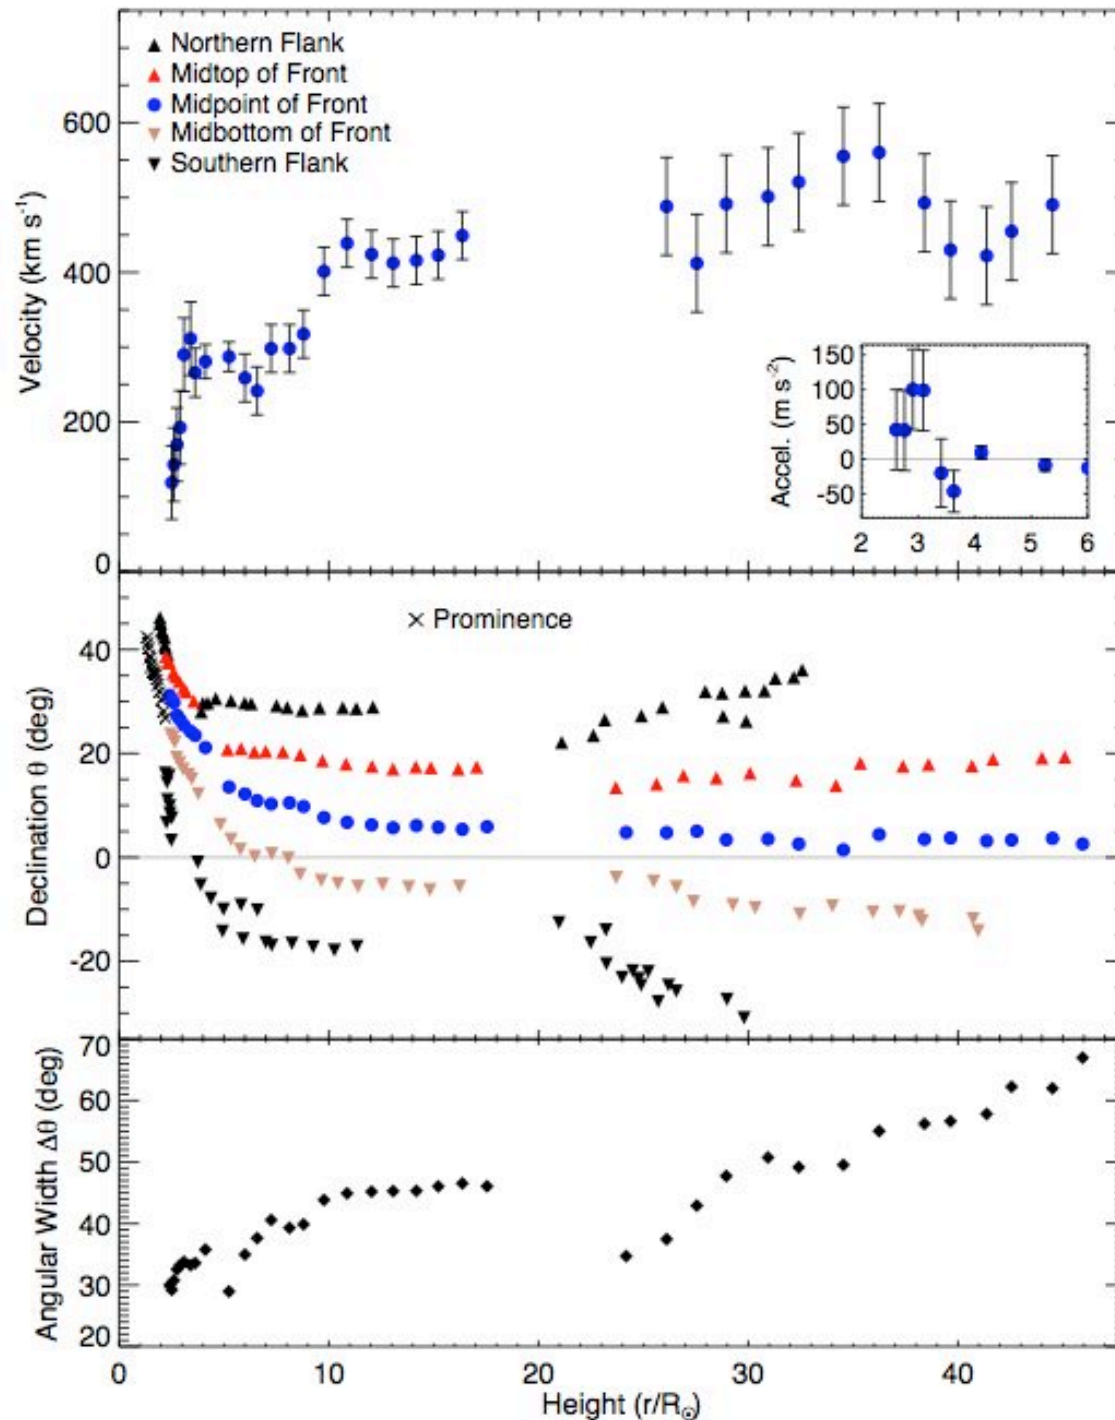 ▲ Northern Flank
▲ Midtop of Front
● Midpoint of Front
▼ Midbottom of Front
▼ Southern Flank
Velocity (km s⁻¹)
600
400
200
0
Accel. (m s⁻²)
150
100
50
0
-50
2 3 4 5 6
× Prominence
Declination θ (deg)
40
20
0
-20
Angular Width Δθ (deg)
70
60
50
40
30
20
0 10 20 30 40
Height (r/R☉)